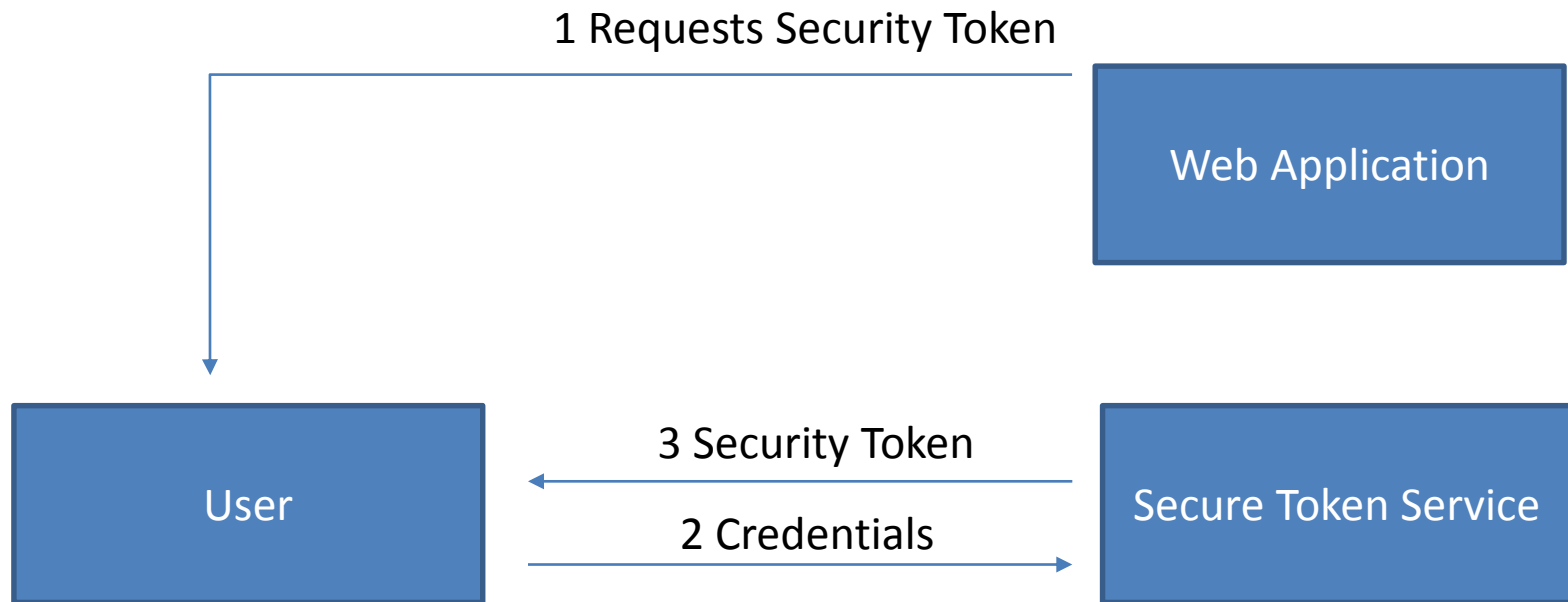 1 Requests Security Token
Web Application
3 Security Token
User
Secure Token Service
2 Credentials